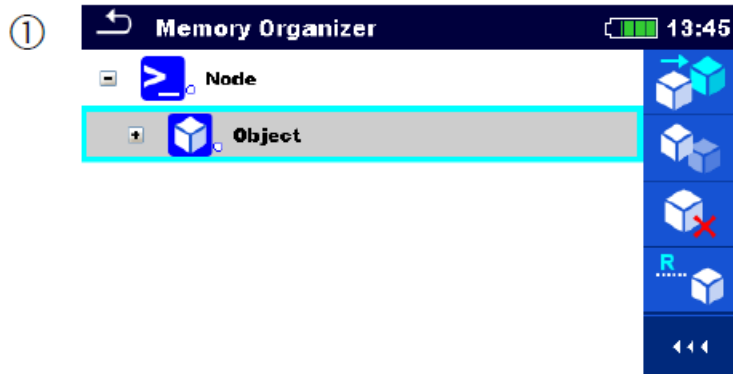 ①
Memory Organizer 13:45
>_ Node
Object
R